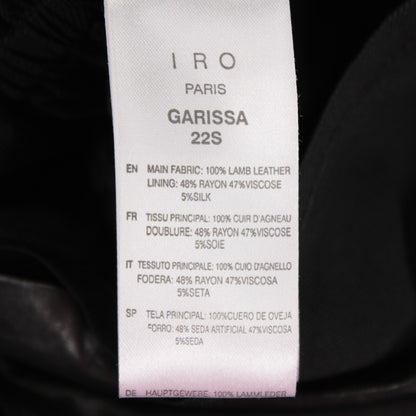 IRO
PARIS
GARISSA
22S
EN MAIN FABRIC: 100% LAMB LEATHER
LINING: 48% RAYON 47%VISCOSE
5%SILK
FR TISSU PRINCIPAL: 100% CUIR D'AGNEAU
DOUBLURE: 48% RAYON 47%VISCOSE
5%SOIE
IT TESSUTO PRINCIPALE: 100% CUIO D'AGNELLO
FODERA: 48% RAYON 47%VISCOSE
5%SETA
SP TELA PRINCIPAL: 100%CUERO DE OVEJA
FORRO: 48% SEDA ARTIFICIAL 47%VISCOSA
5%SEDA
DE HAUPTGEWEBE: 100% LAMMLEDER